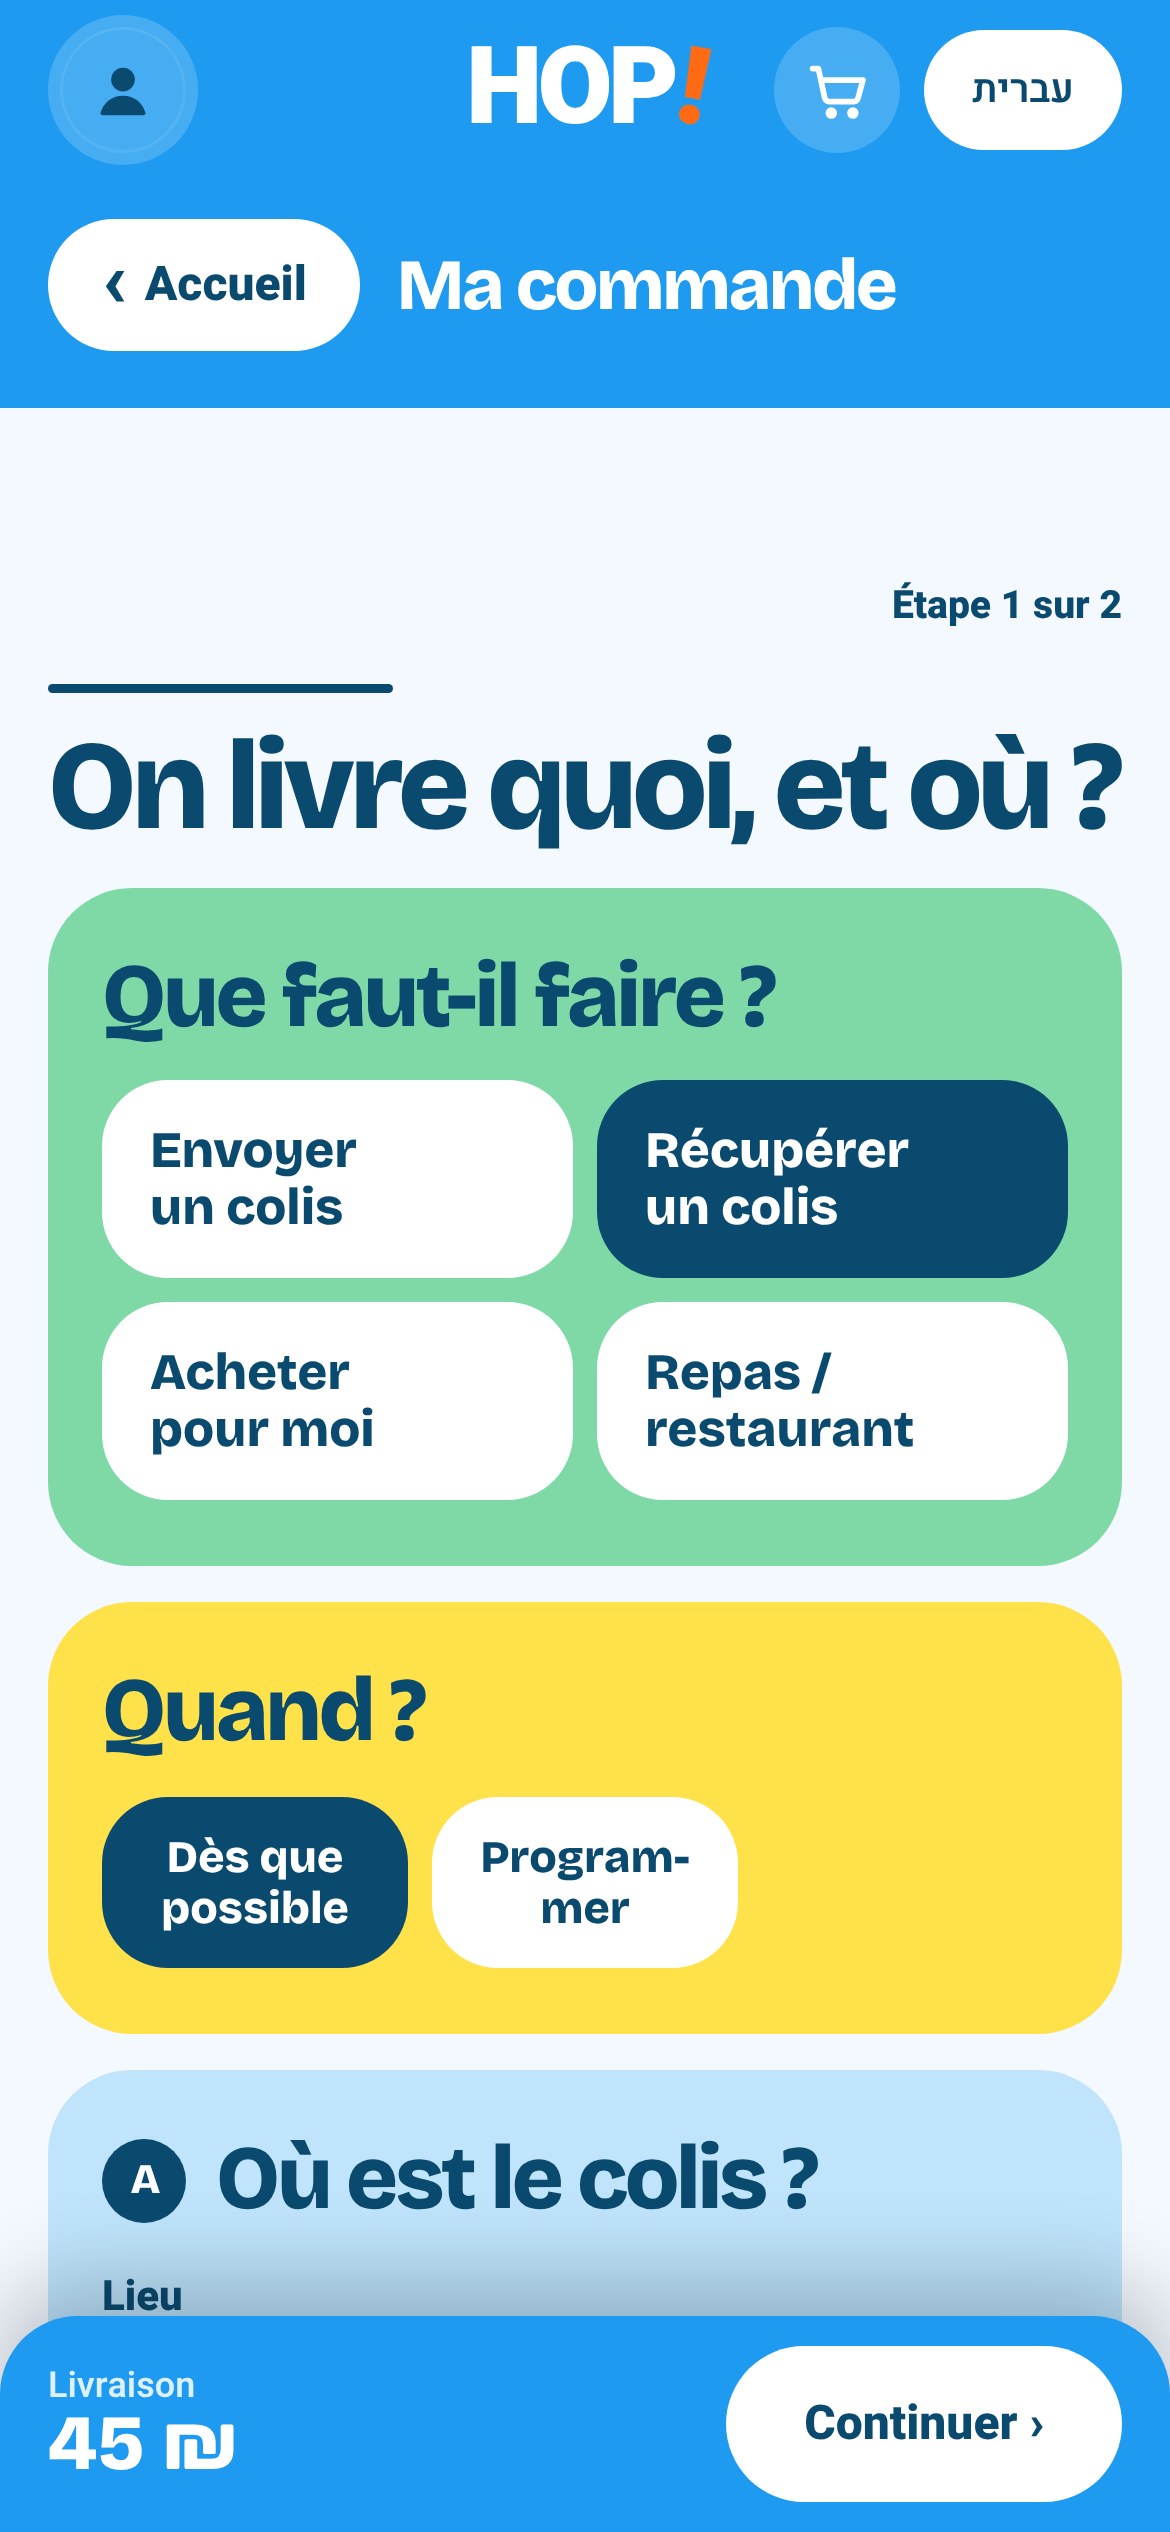 HOP!
עברית
‹ Accueil
Ma commande
Étape 1 sur 2
On livre quoi, et où ?
Que faut-il faire ?
Envoyer
un colis
Récupérer
un colis
Acheter
pour moi
Repas /
restaurant
Quand ?
Dès que
possible
Program-
mer
A
Où est le colis ?
Lieu
Livraison
45 ₪
Continuer ›